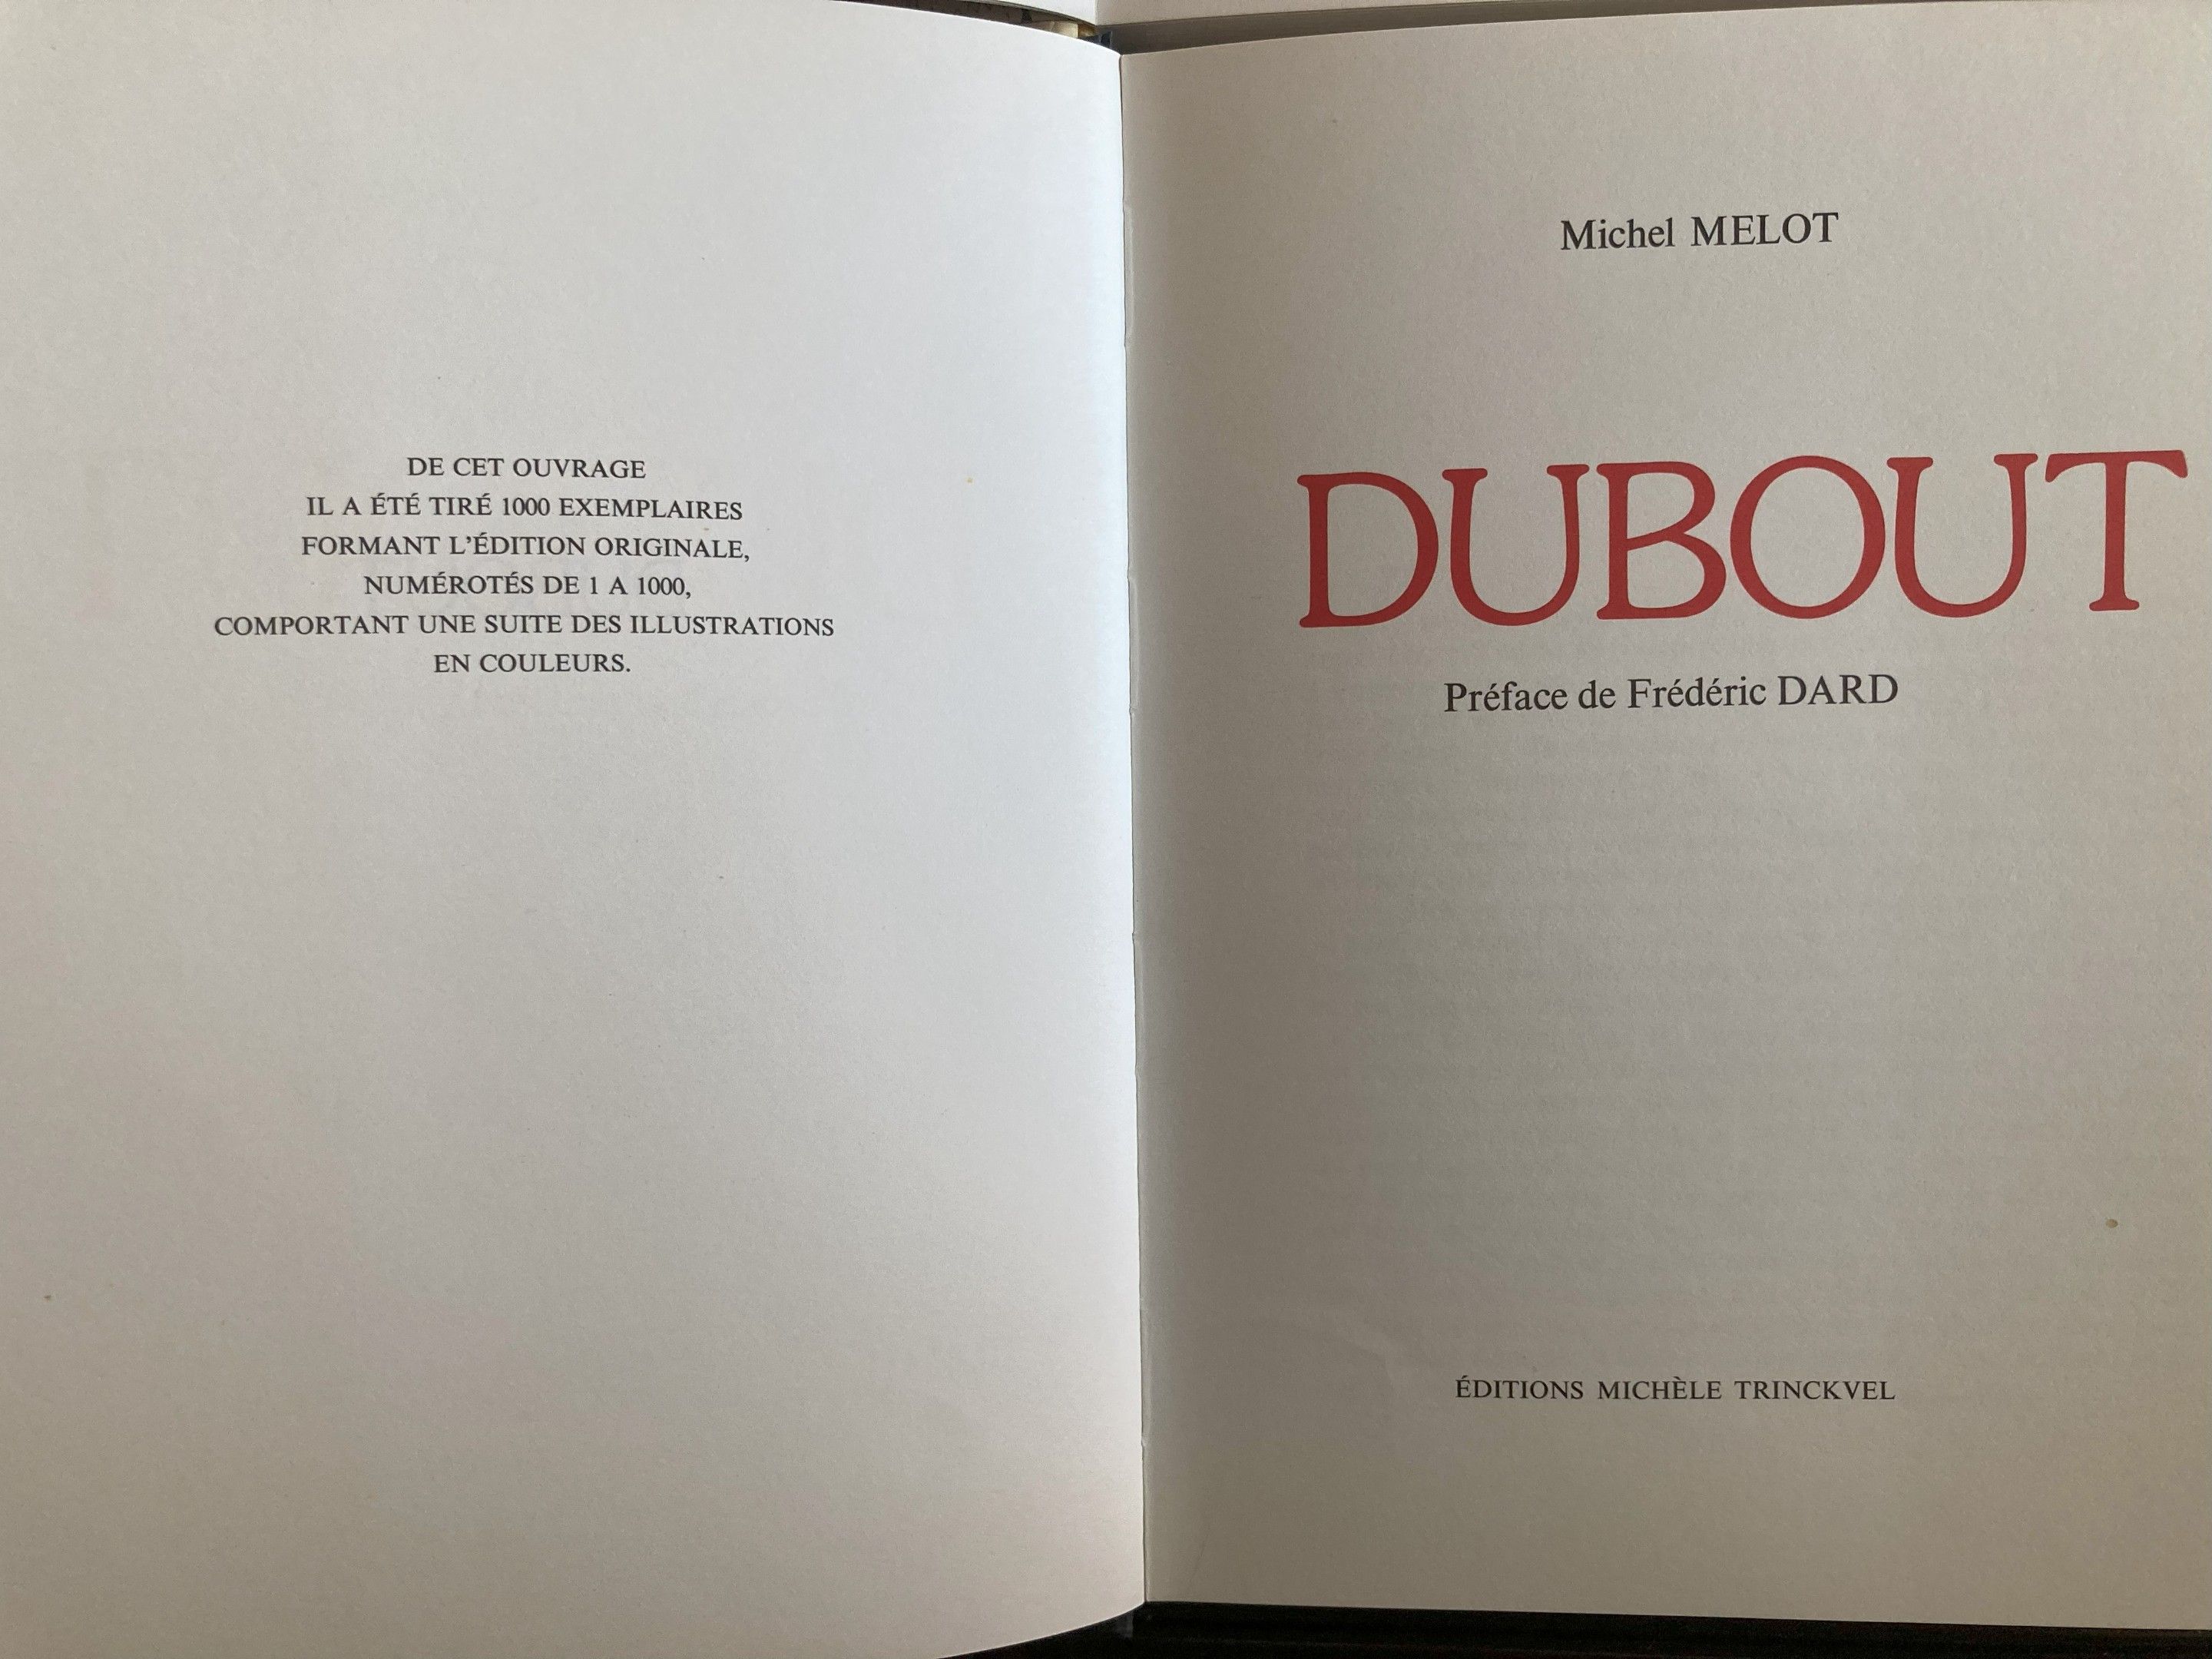 DE CET OUVRAGE
IL A ÉTÉ TIRÉ 1000 EXEMPLAIRES
FORMANT L'ÉDITION ORIGINALE,
NUMÉROTÉS DE 1 A 1000,
COMPORTANT UNE SUITE DES ILLUSTRATIONS
EN COULEURS.
Michel MELOT
DUBOUT
Préface de Frédéric DARD
ÉDITIONS MICHÈLE TRINCKVEL